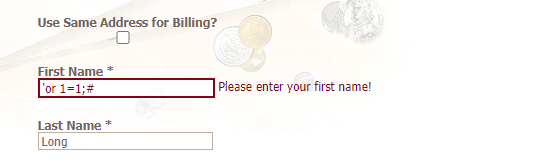 Use Same Address for Billing?
First Name *
'or 1=1;# Please enter your first name!
Last Name *
Long